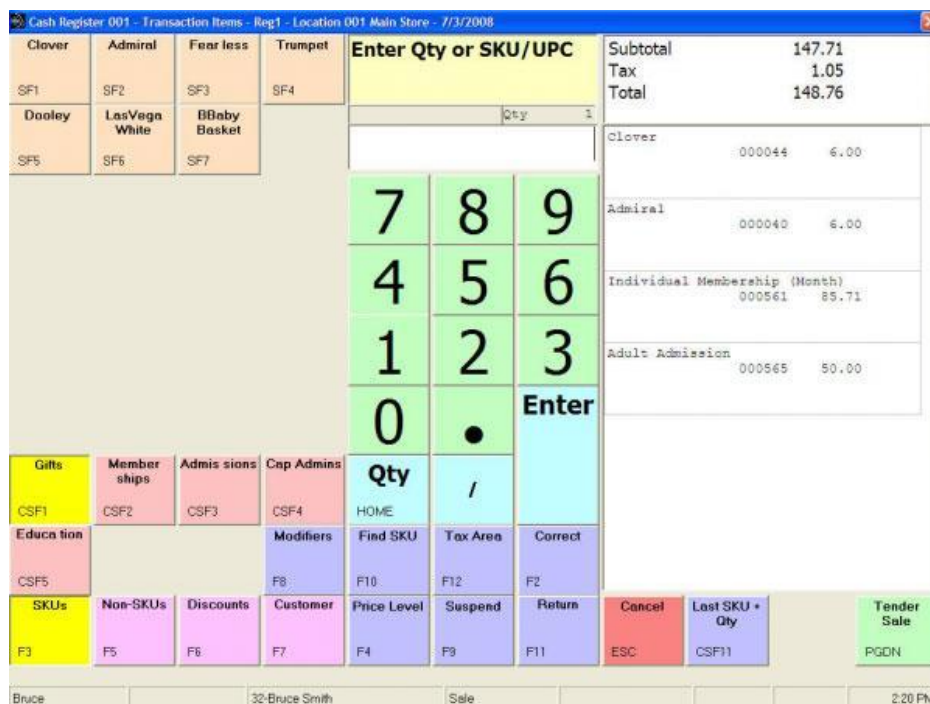 Cash Register 001 - Transaction Items - Reg1 - Location 001 Main Store - 7/3/2008
Clover
SF1
Admiral
SF2
Fear less
SF3
Trumpet
SF4
Dooley
SF5
LasVega
White
SF6
BBaby
Basket
SF7
Enter Qty or SKU/UPC
Qty 1
Subtotal 147.71
Tax 1.05
Total 148.76
Clover
000044 6.00
Admiral
000040 6.00
Individual Membership (Month)
000561 85.71
Adult Admission
000565 50.00
7 8 9
4 5 6
1 2 3
0 . Enter
Qty
HOME
/
Gifts
CSF1
Member
ships
CSF2
Admis sions
CSF3
Cap Admins
CSF4
Educa tion
CSF5
Modifiers
F8
Find SKU
F10
Tax Area
F12
Correct
F2
SKUs
F3
Non-SKUs
F5
Discounts
F6
Customer
F7
Price Level
F4
Suspend
F9
Return
F11
Cancel
ESC
Last SKU +
Qty
CSF11
Tender
Sale
PGDN
Bruce 32-Bruce Smith Sale 2:20 PM